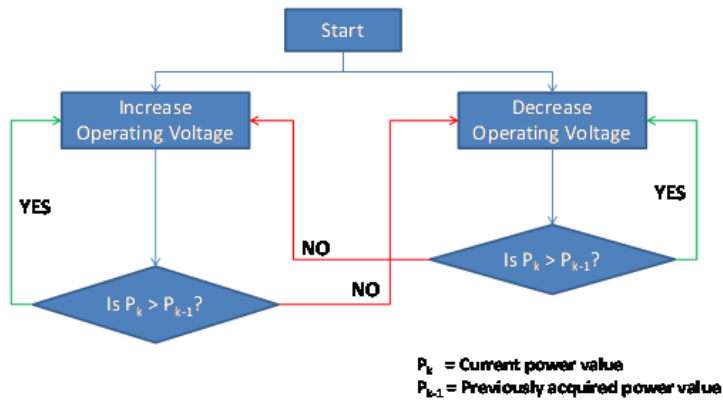 Start
Increase
Operating Voltage
Decrease
Operating Voltage
YES
YES
NO
Is Pₖ > Pₖ₋₁?
NO
Is Pₖ > Pₖ₋₁?
Pₖ = Current power value
Pₖ₋₁ = Previously acquired power value